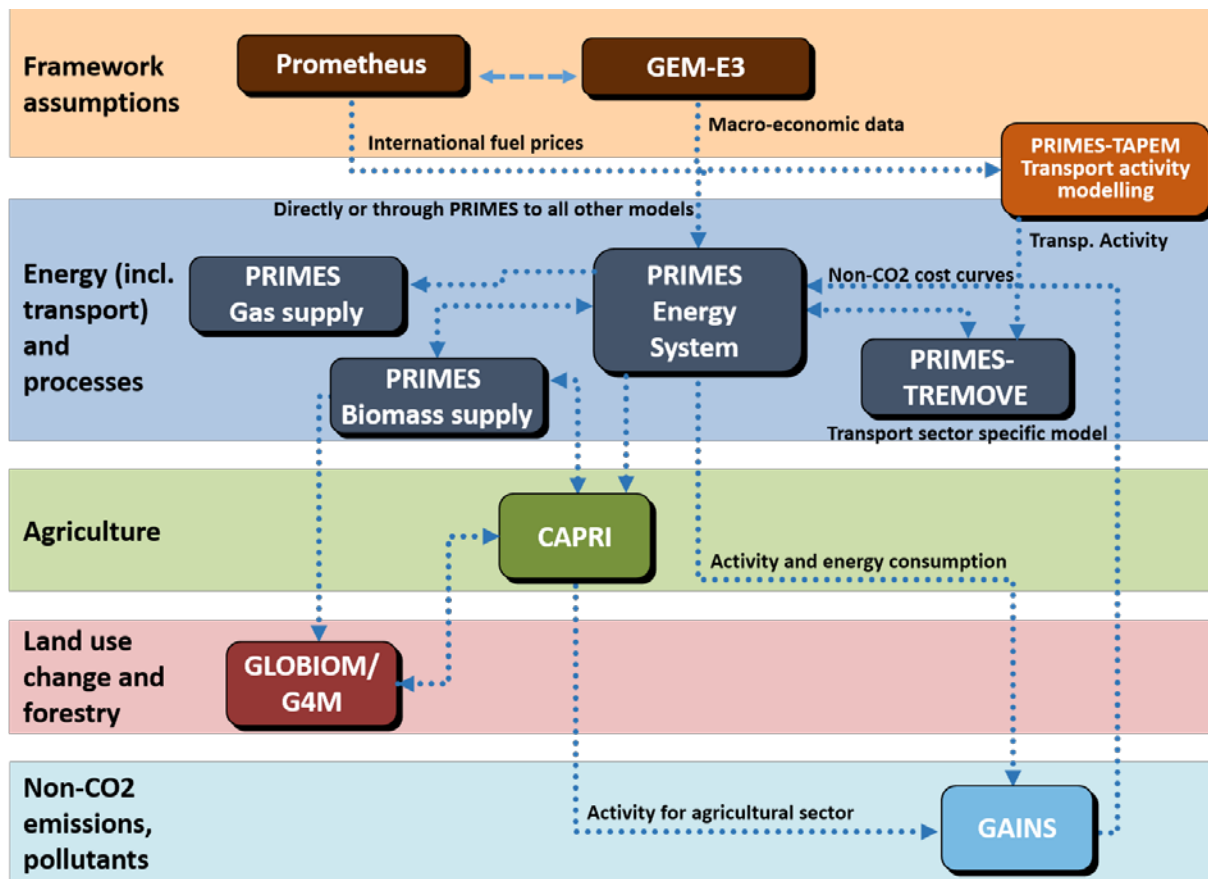 Framework
assumptions
Prometheus
GEM-E3
International fuel prices
Macro-economic data
PRIMES-TAPEM
Transport activity
modelling
Directly or through PRIMES to all other models
Transp. Activity
Energy (incl.
transport)
and
processes
PRIMES
Gas supply
PRIMES
Energy
System
Non-CO2 cost curves
PRIMES
Biomass supply
PRIMES-
TREMOVE
Transport sector specific model
Agriculture
CAPRI
Activity and energy consumption
Land use
change and
forestry
GLOBIOM/
G4M
Non-CO2
emissions,
pollutants
Activity for agricultural sector
GAINS